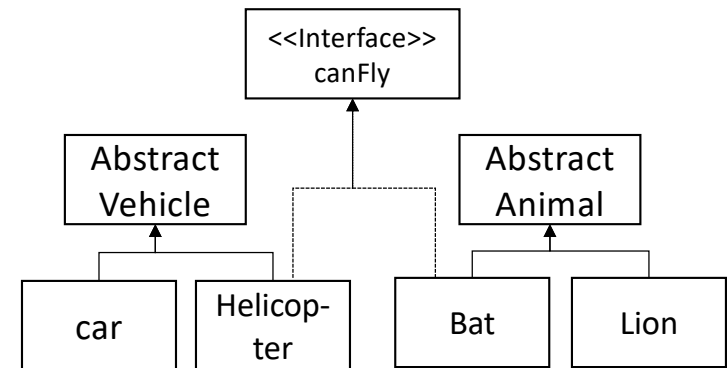 <<Interface>>
canFly
Abstract
Vehicle
Abstract
Animal
car
Helicop-
ter
Bat
Lion